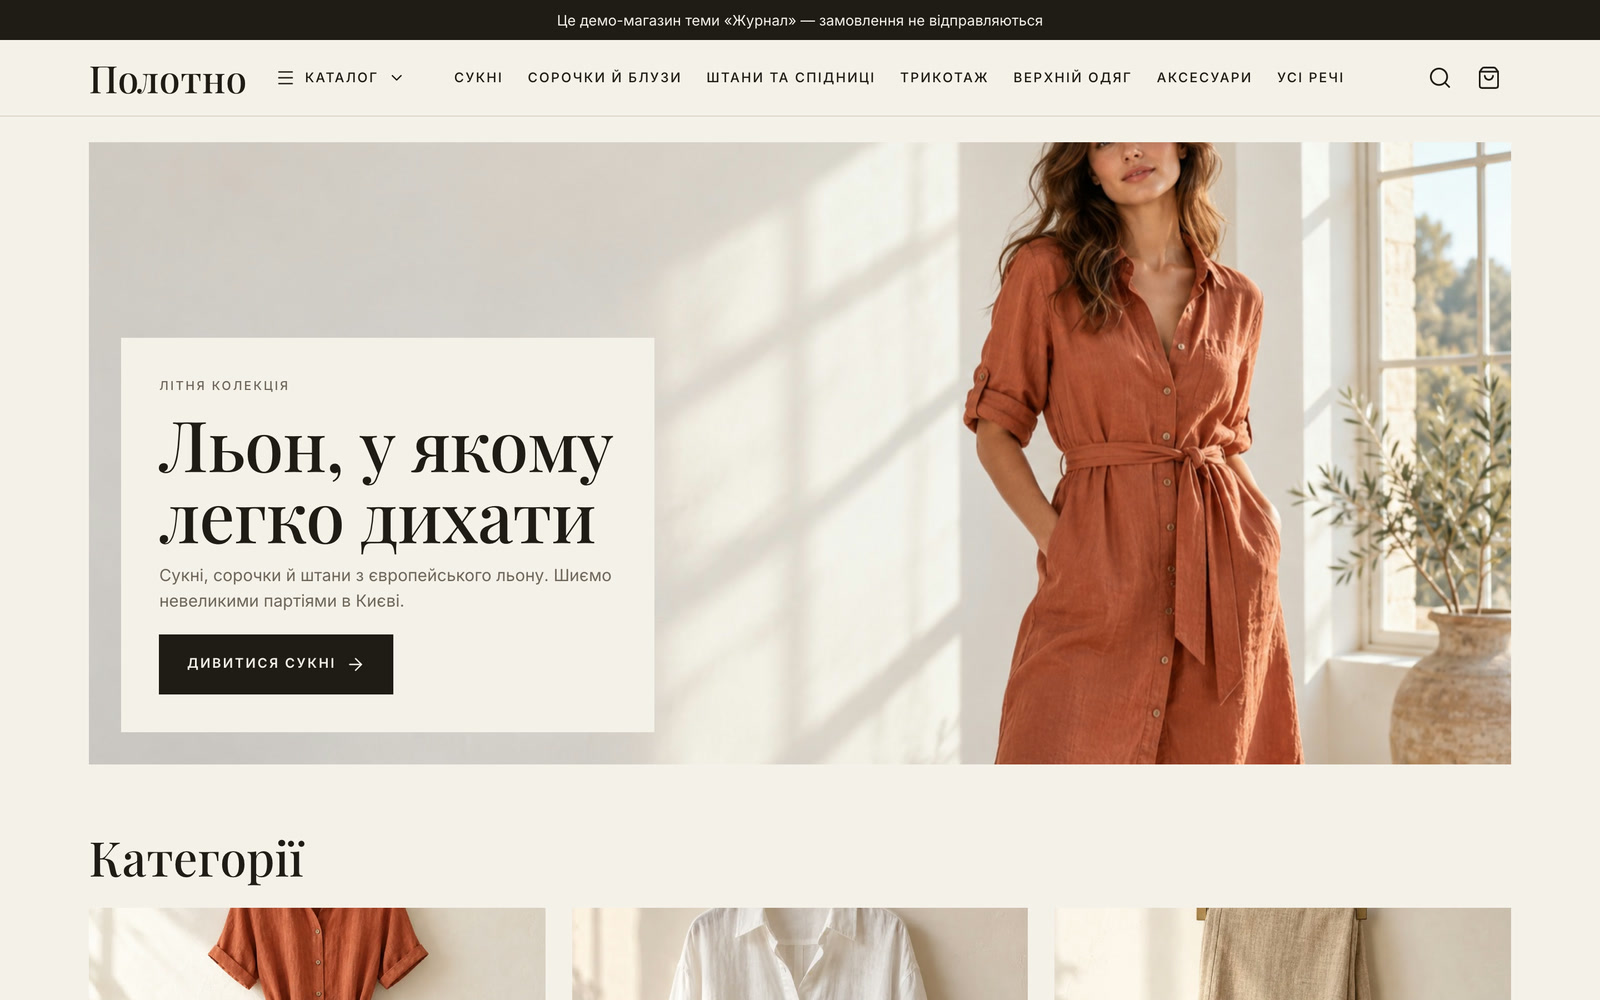 Це демо-магазин теми «Журнал» — замовлення не відправляються
Полотно
КАТАЛОГ
СУКНІ
СОРОЧКИ Й БЛУЗИ
ШТАНИ ТА СПІДНИЦІ
ТРИКОТАЖ
ВЕРХНІЙ ОДЯГ
АКСЕСУАРИ
УСІ РЕЧІ
ЛІТНЯ КОЛЕКЦІЯ
Льон, у якому
легко дихати
Сукні, сорочки й штани з європейського льону. Шиємо
невеликими партіями в Києві.
ДИВИТИСЯ СУКНІ
Категорії